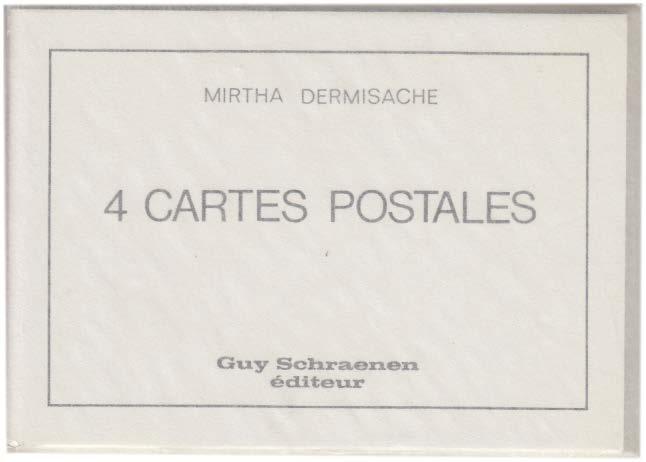 MIRTHA DERMISACHE
4 CARTES POSTALES
Guy Schraenen
éditeur